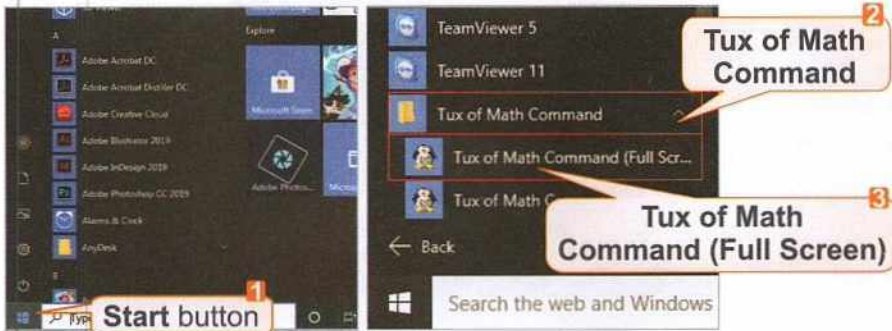 A
Adobe Acrobat DC
Adobe Acrobat Distiller DC
Adobe Creative Cloud
Adobe Illustrator 2019
Adobe InDesign 2019
Adobe Photoshop CC 2019
Alarms & Clock
AnyDesk
Explore
Microsoft Store
Adobe Photos...
1
Start button
TeamViewer 5
TeamViewer 11
Tux of Math Command
Tux of Math Command (Full Scr...
Tux of Math C
Back
Search the web and Windows
2
Tux of Math
Command
3
Tux of Math
Command (Full Screen)